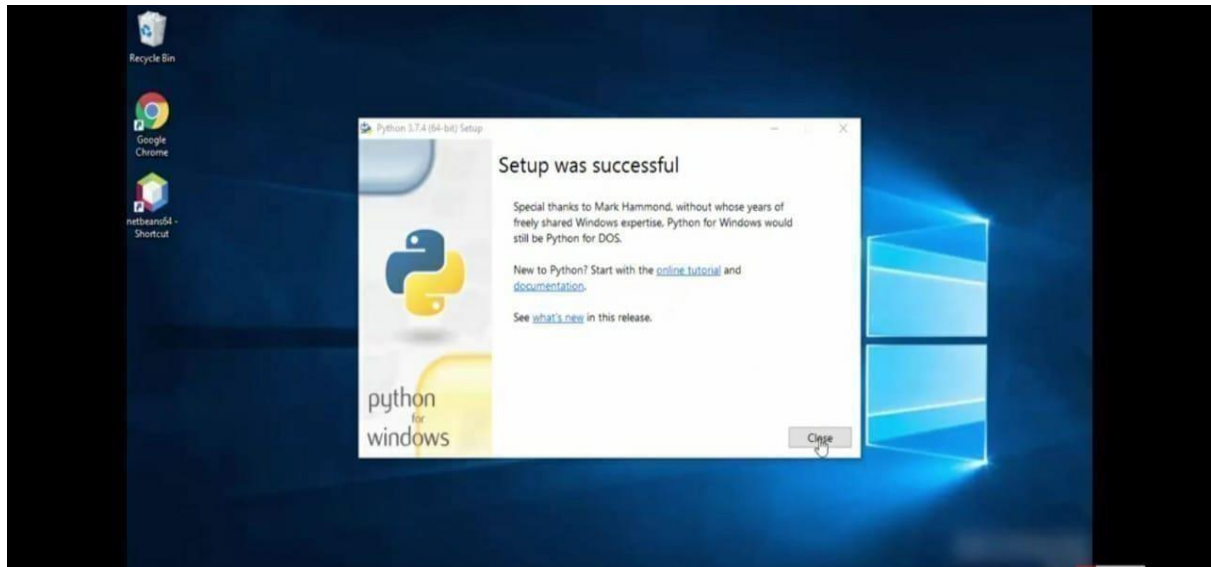 Recycle Bin
Google
Chrome
netbeans64 -
Shortcut
Python 3.7.4 (64-bit) Setup
Setup was successful
Special thanks to Mark Hammond, without whose years of
freely shared Windows expertise, Python for Windows would
still be Python for DOS.
New to Python? Start with the online tutorial and
documentation.
See what's new in this release.
python
for
windows
Close